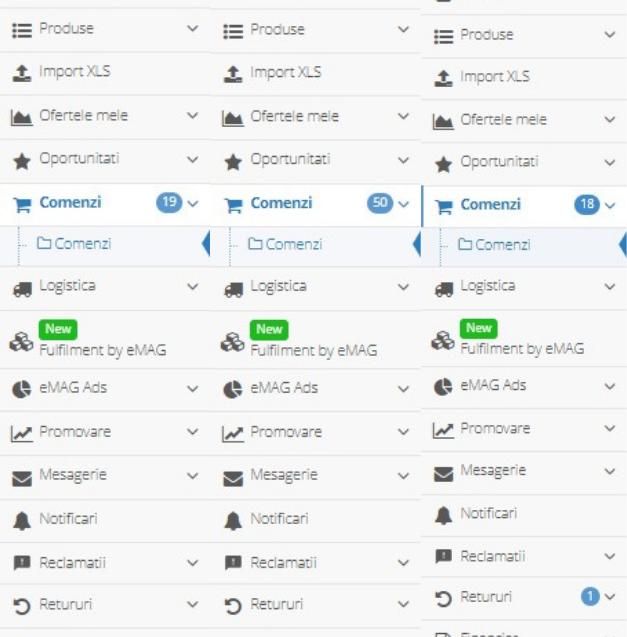 Produse
Import XLS
Ofertele mele
Oportunitati
Comenzi 19
Comenzi
Logistica
New
Fulfilment by eMAG
eMAG Ads
Promovare
Mesagerie
Notificari
Reclamatii
Retururi
Produse
Import XLS
Ofertele mele
Oportunitati
Comenzi 50
Comenzi
Logistica
New
Fulfilment by eMAG
eMAG Ads
Promovare
Mesagerie
Notificari
Reclamatii
Retururi
Produse
Import XLS
Ofertele mele
Oportunitati
Comenzi 18
Comenzi
Logistica
New
Fulfilment by eMAG
eMAG Ads
Promovare
Mesagerie
Notificari
Reclamatii
Retururi 1